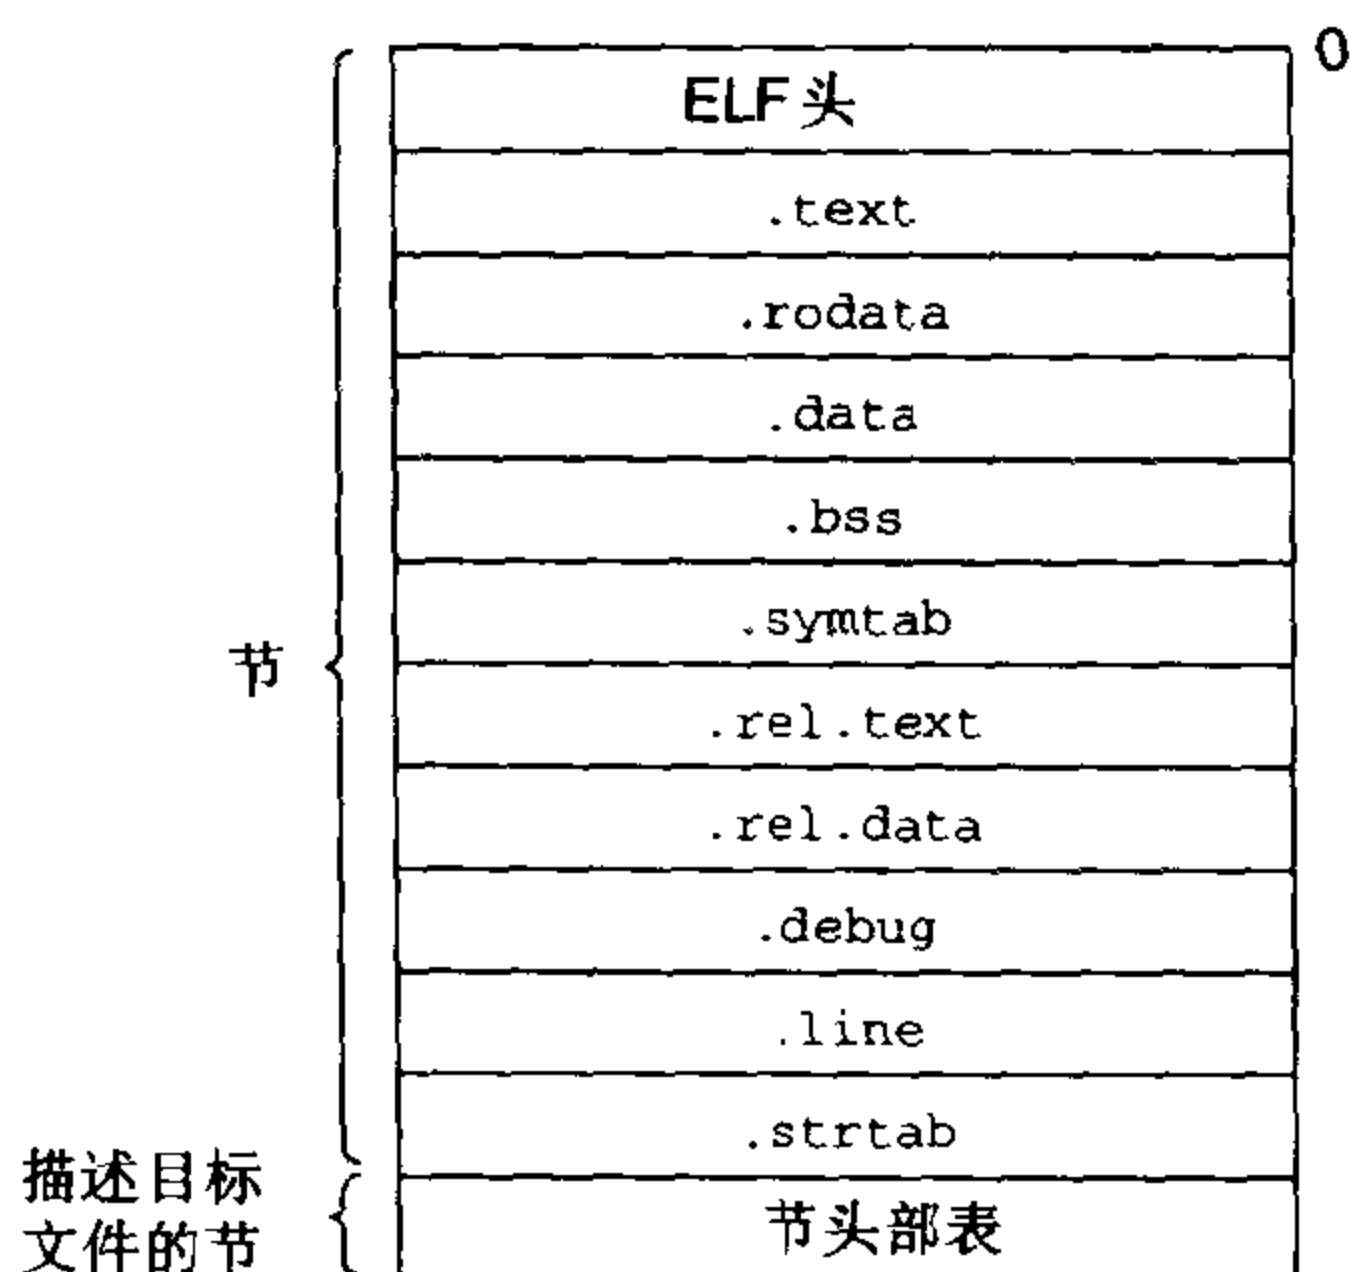 0
ELF头
.text
.rodata
.data
.bss
.symtab
节
.rel.text
.rel.data
.debug
.line
.strtab
描述目标
文件的节
节头部表